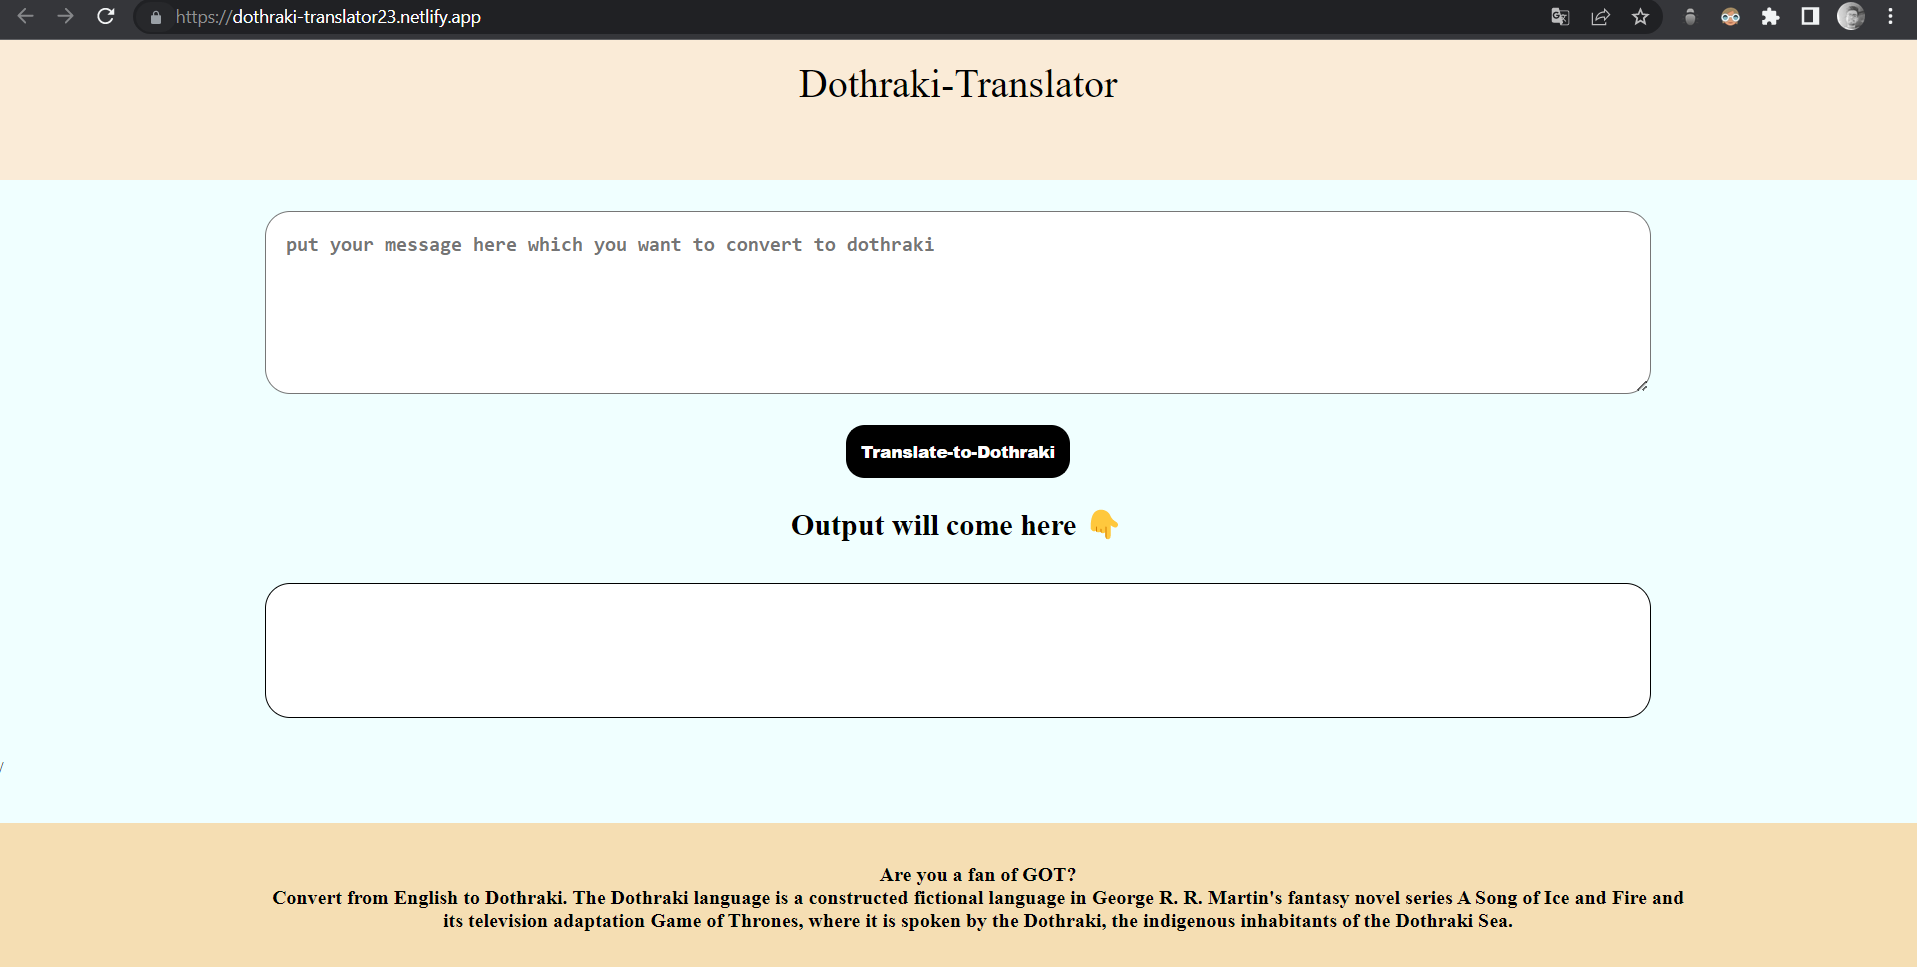 https://dothraki-translator23.netlify.app
Dothraki-Translator
put your message here which you want to convert to dothraki
Translate-to-Dothraki
Output will come here 👇
/
Are you a fan of GOT?
Convert from English to Dothraki. The Dothraki language is a constructed fictional language in George R. R. Martin's fantasy novel series A Song of Ice and Fire and
its television adaptation Game of Thrones, where it is spoken by the Dothraki, the indigenous inhabitants of the Dothraki Sea.